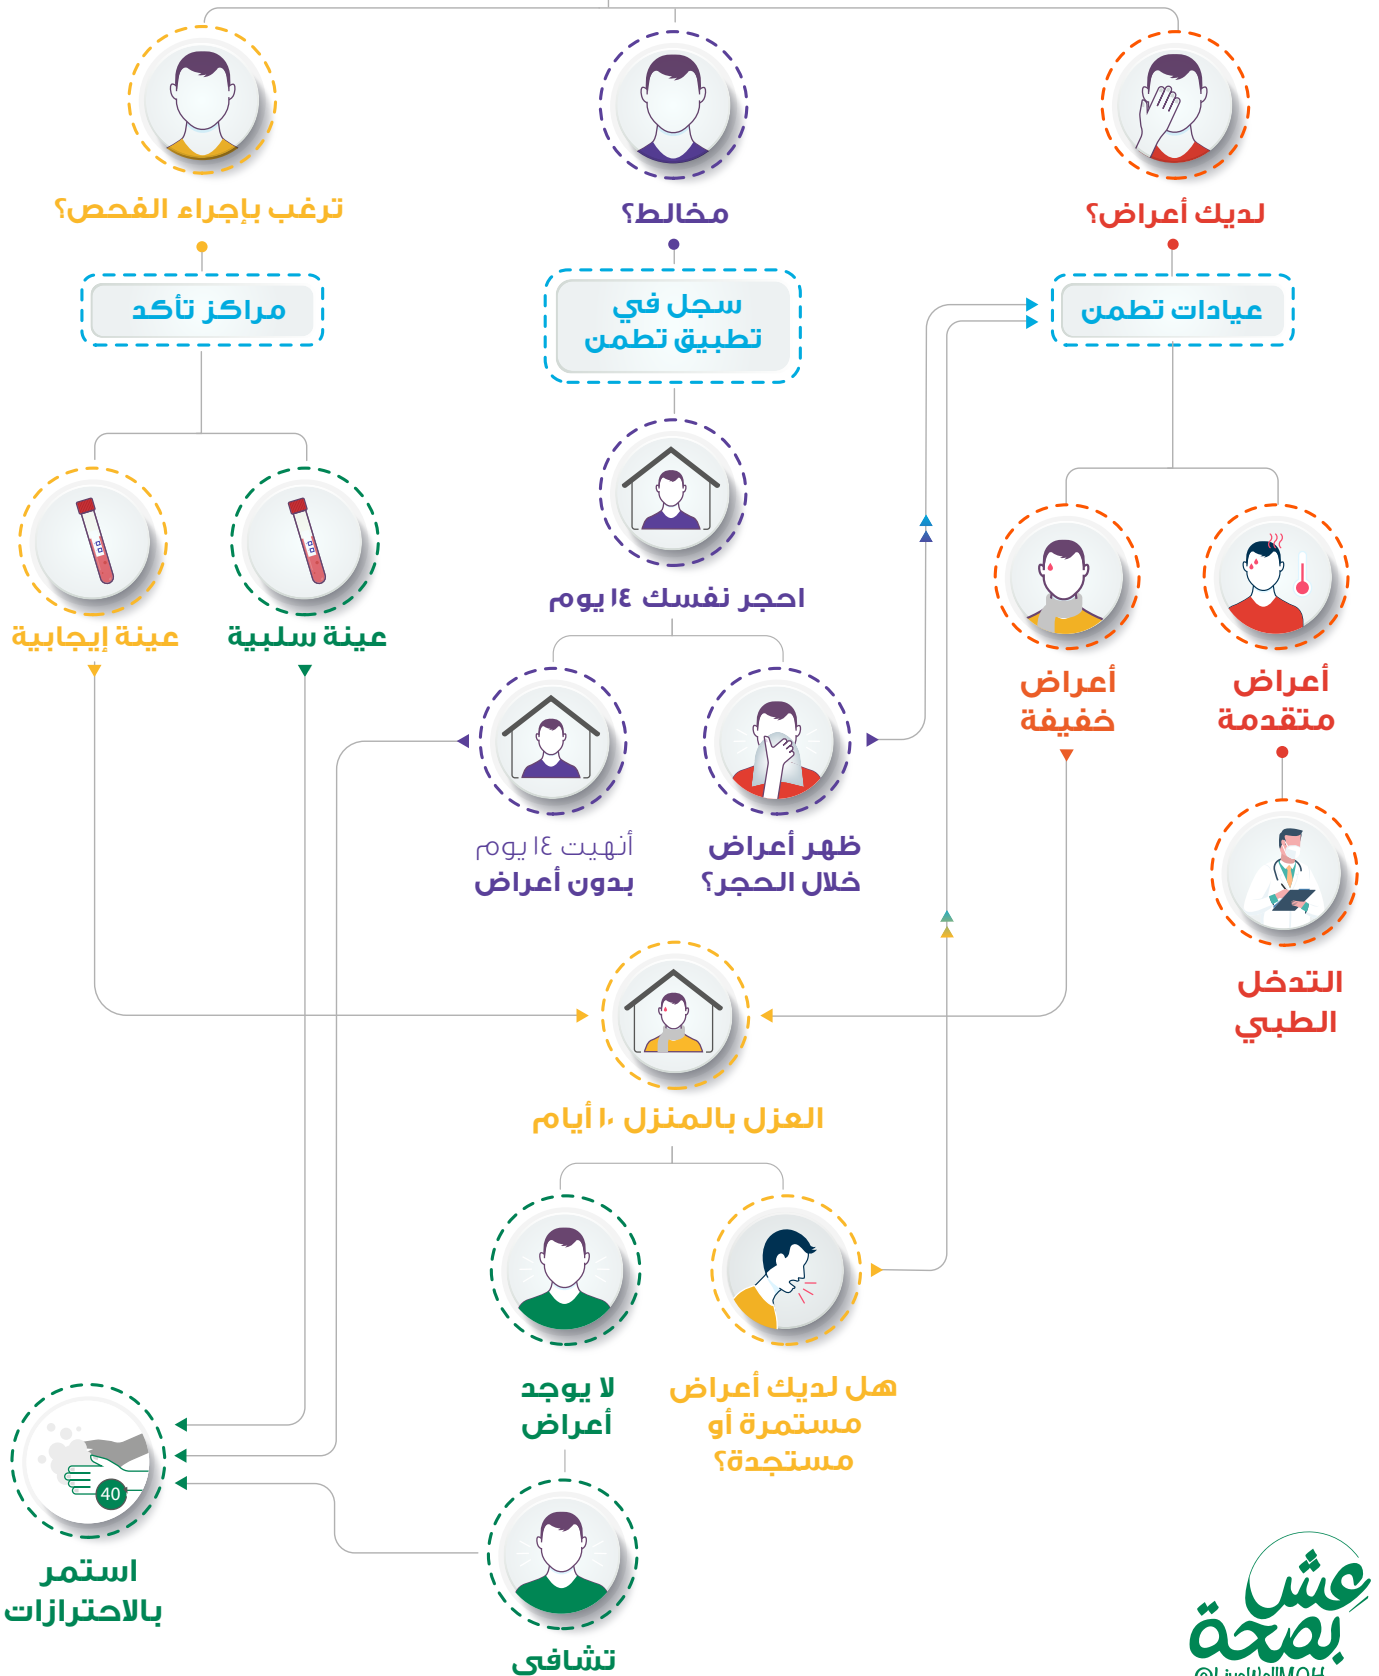 لديك أعراض؟
مخالط؟
ترغب بإجراء الفحص؟
عيادات تطمن
سجل في
تطبيق تطمن
مراكز تأكد
احجر نفسك ١٤ يوم
عينة سلبية
عينة إيجابية
أعراض
متقدمة
أعراض
خفيفة
ظهر أعراض
خلال الحجر؟
أنهيت ١٤ يوم
بدون أعراض
التدخل
الطبي
العزل بالمنزل ١٠ أيام
هل لديك أعراض
مستمرة أو
مستجدة؟
لا يوجد
أعراض
40
استمر
بالاحترازات
تشافى
عش
بصحة
@LiveWellMOH